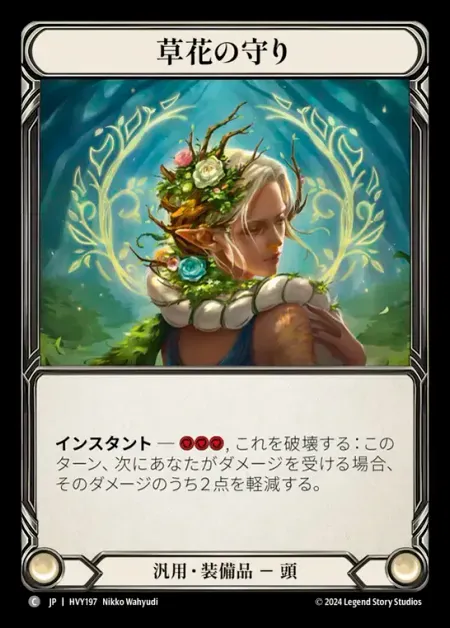 草花の守り
インスタント ― , これを破壊する：この
ターン、次にあなたがダメージを受ける場合、
そのダメージのうち２点を軽減する。
汎用・装備品 － 頭
C JP | HVY197 Nikko Wahyudi
© 2024 Legend Story Studios